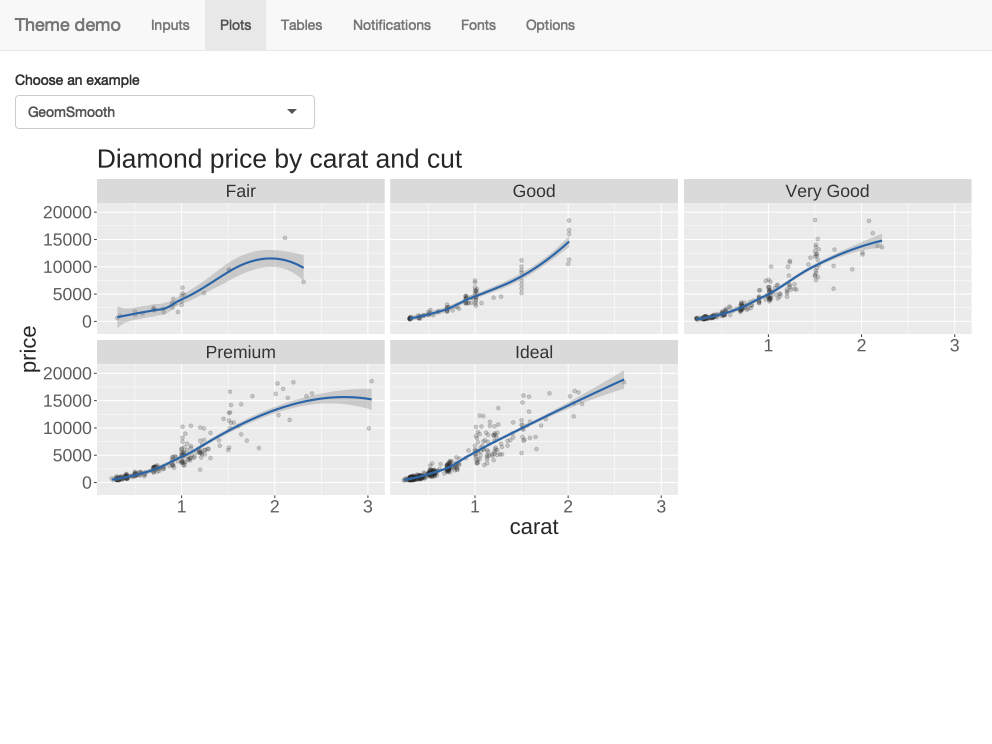 Theme demo Inputs Plots Tables Notifications Fonts Options
Choose an example
GeomSmooth
Diamond price by carat and cut
Fair Good Very Good
20000
15000
10000
5000
0
1 2 3
price
Premium Ideal
20000
15000
10000
5000
0
1 2 3 1 2 3
carat